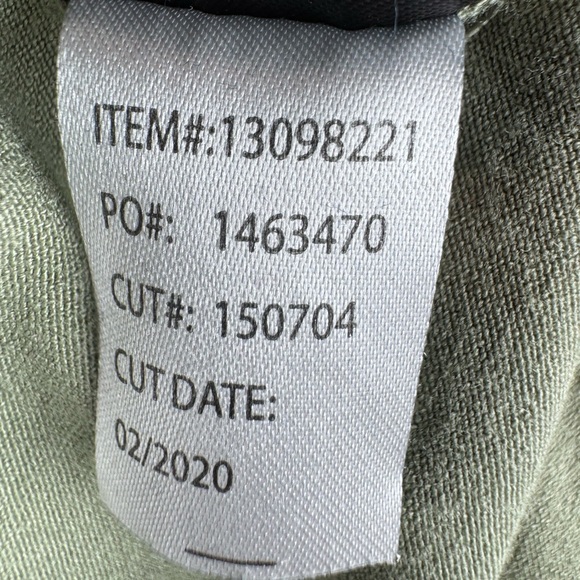 ITEM#:13098221
PO#: 1463470
CUT#: 150704
CUT DATE:
02/2020